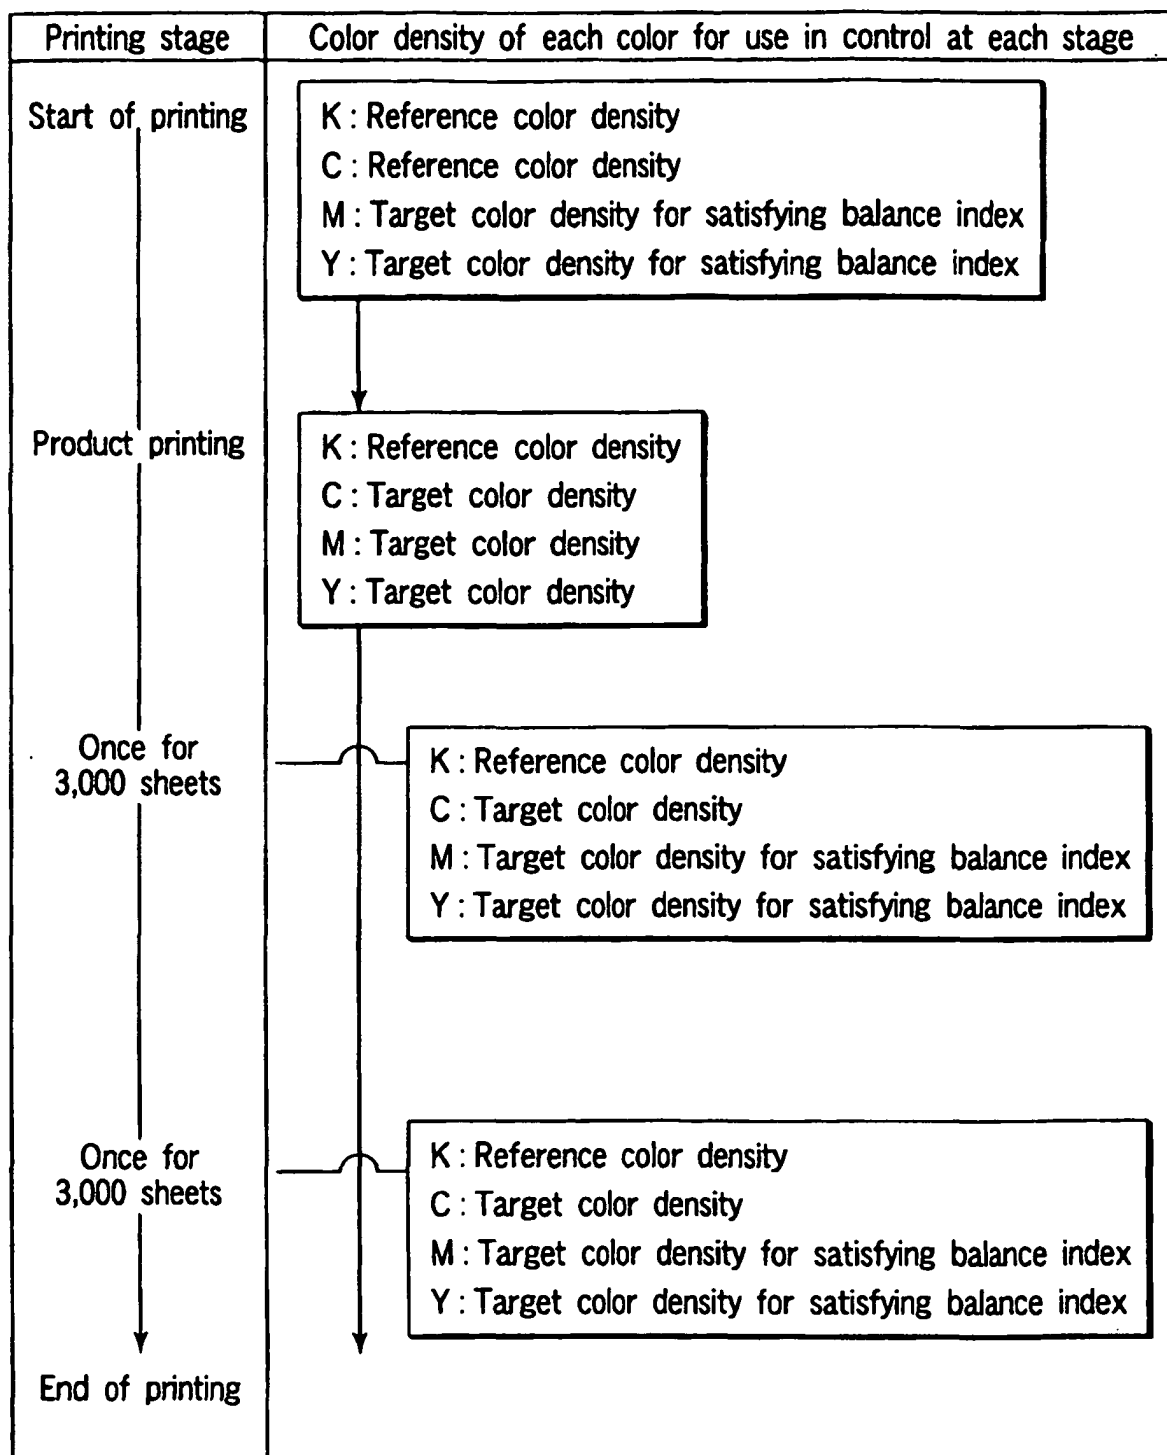 Printing stage
Color density of each color for use in control at each stage
Start of printing
K : Reference color density
C : Reference color density
M : Target color density for satisfying balance index
Y : Target color density for satisfying balance index
Product printing
K : Reference color density
C : Target color density
M : Target color density
Y : Target color density
Once for
3,000 sheets
K : Reference color density
C : Target color density
M : Target color density for satisfying balance index
Y : Target color density for satisfying balance index
Once for
3,000 sheets
K : Reference color density
C : Target color density
M : Target color density for satisfying balance index
Y : Target color density for satisfying balance index
End of printing